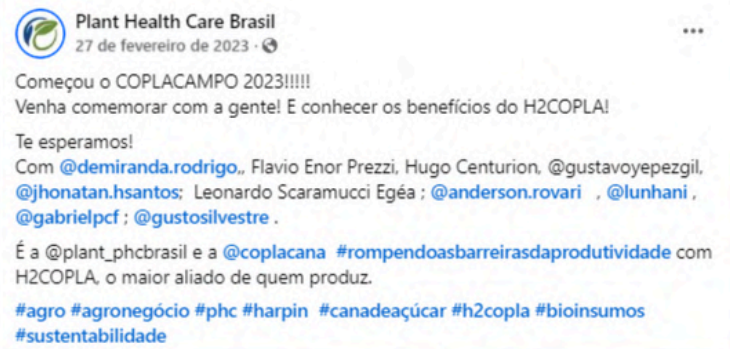 Plant Health Care Brasil
27 de fevereiro de 2023 ·
Começou o COPLACAMPO 2023!!!!!
Venha comemorar com a gente! E conhecer os benefícios do H2COPLA!
Te esperamos!
Com @demiranda.rodrigo,, Flavio Enor Prezzi, Hugo Centurion, @gustavoyepezgil,
@jhonatan.hsantos; Leonardo Scaramucci Egéa ; @anderson.rovari , @lunhani ,
@gabrielpcf ; @gustosilvestre .
É a @plant_phcbrasil e a @coplacana #rompendoasbarreirasdaprodutividade com
H2COPLA, o maior aliado de quem produz.
#agro #agronegócio #phc #harpin #canadeaçúcar #h2copla #bioinsumos
#sustentabilidade